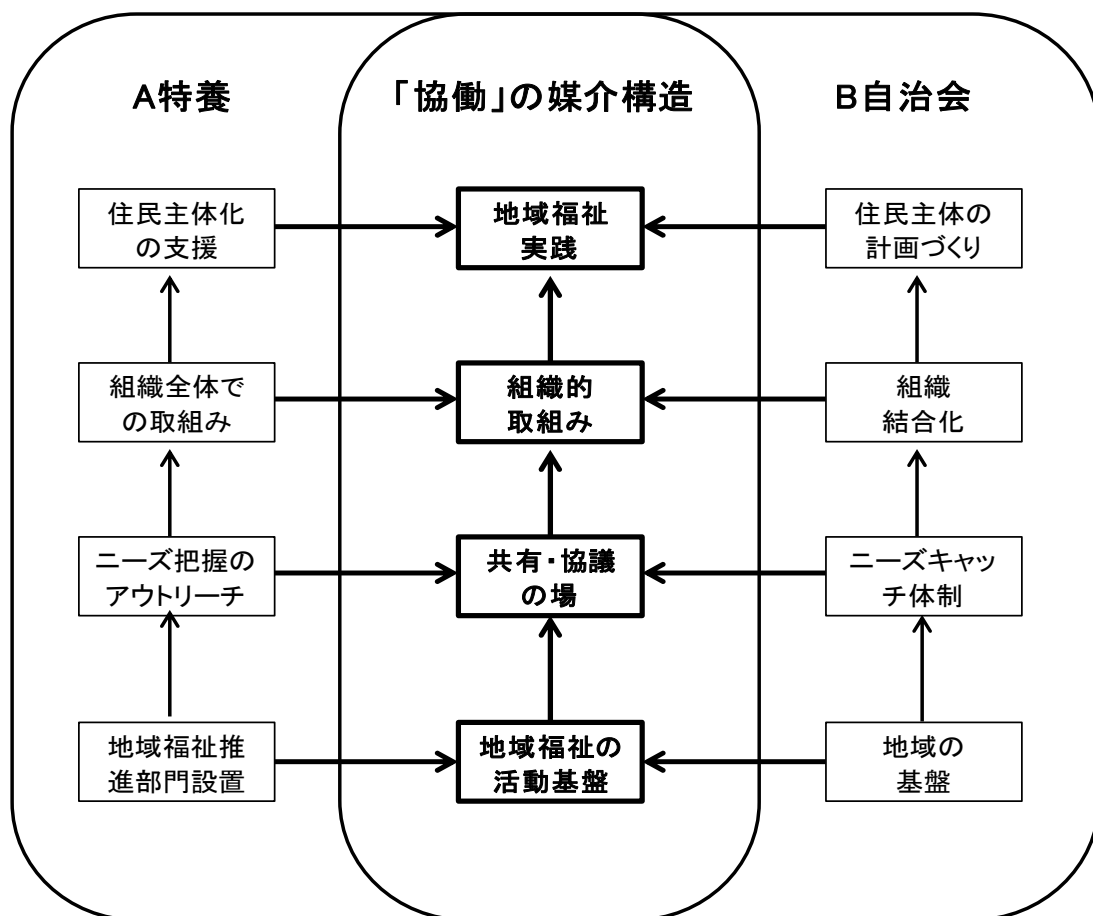 A特養
「協働」の媒介構造
B自治会
住民主体化
の支援
地域福祉
実践
住民主体の
計画づくり
組織全体で
の取組み
組織的
取組み
組織
結合化
ニーズ把握の
アウトリーチ
共有・協議
の場
ニーズキャッ
チ体制
地域福祉推
進部門設置
地域福祉の
活動基盤
地域の
基盤